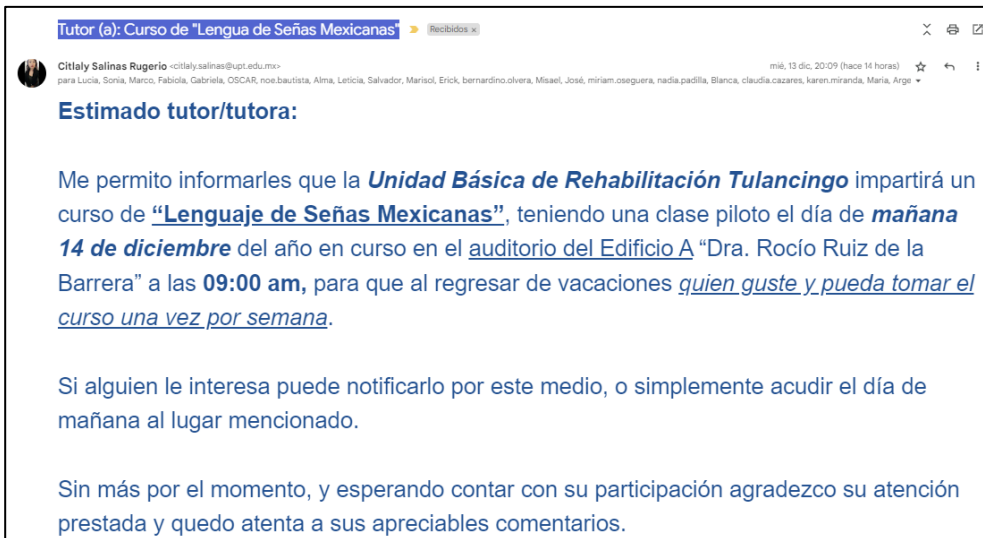 Tutor (a): Curso de "Lengua de Señas Mexicanas" Recibidos x
Citlaly Salinas Rugerio <citlaly.salinas@upt.edu.mx> mié, 13 dic, 20:09 (hace 14 horas)
para Lucia, Sonia, Marco, Fabiola, Gabriela, OSCAR, noe.bautista, Alma, Leticia, Salvador, Marisol, Erick, bernardino.olvera, Misael, José, miriam.oseguera, nadia.padilla, Blanca, claudia.cazares, karen.miranda, Maria, Arge
Estimado tutor/tutora:
Me permito informarles que la Unidad Básica de Rehabilitación Tulancingo impartirá un
curso de “Lenguaje de Señas Mexicanas”, teniendo una clase piloto el día de mañana
14 de diciembre del año en curso en el auditorio del Edificio A “Dra. Rocío Ruiz de la
Barrera” a las 09:00 am, para que al regresar de vacaciones quien guste y pueda tomar el
curso una vez por semana.
Si alguien le interesa puede notificarlo por este medio, o simplemente acudir el día de
mañana al lugar mencionado.
Sin más por el momento, y esperando contar con su participación agradezco su atención
prestada y quedo atenta a sus apreciables comentarios.